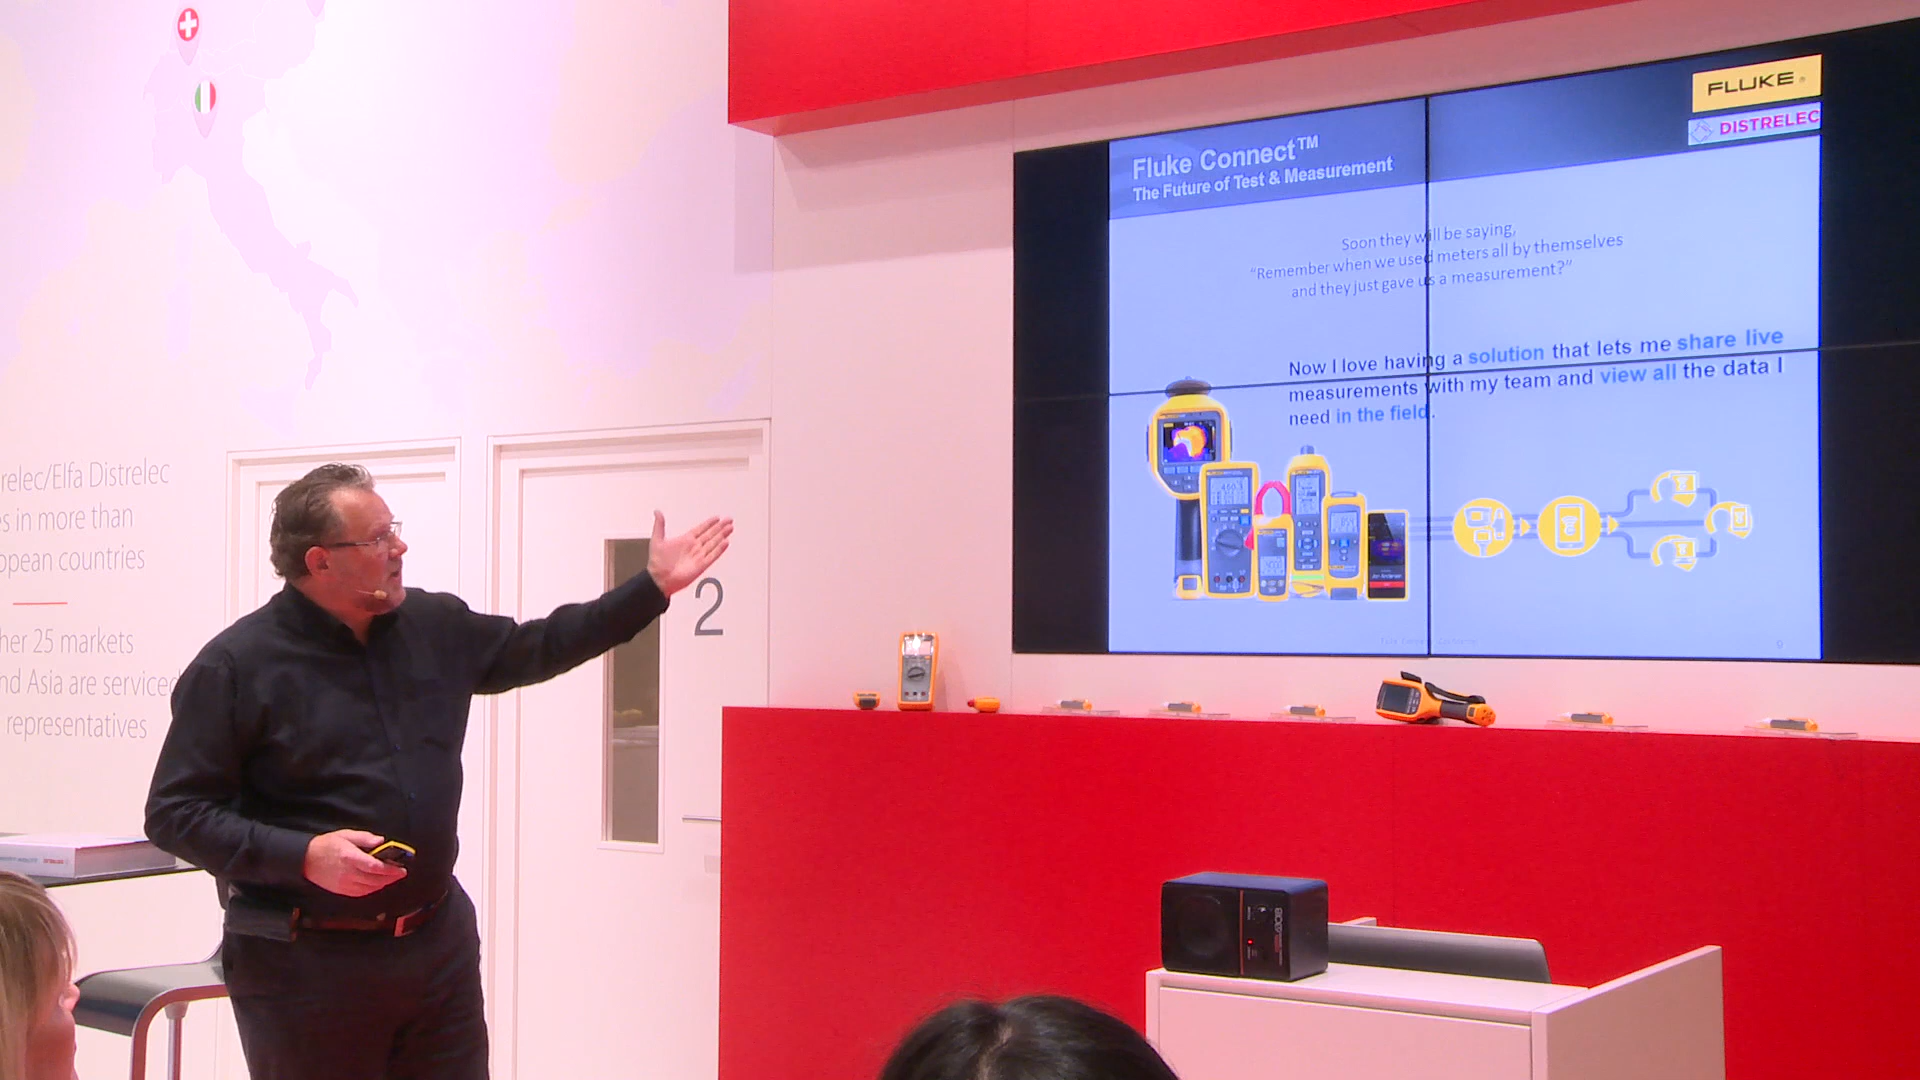 relec/Elfa Distrelec
s in more than
opean countries
her 25 markets
nd Asia are serviced
representatives
2
FLUKE®
DISTRELEC
Fluke Connect™
The Future of Test & Measurement
Soon they will be saying,
“Remember when we used meters all by themselves
and they just gave us a measurement?”
Now I love having a solution that lets me share live
measurements with my team and view all the data I
need in the field.
9